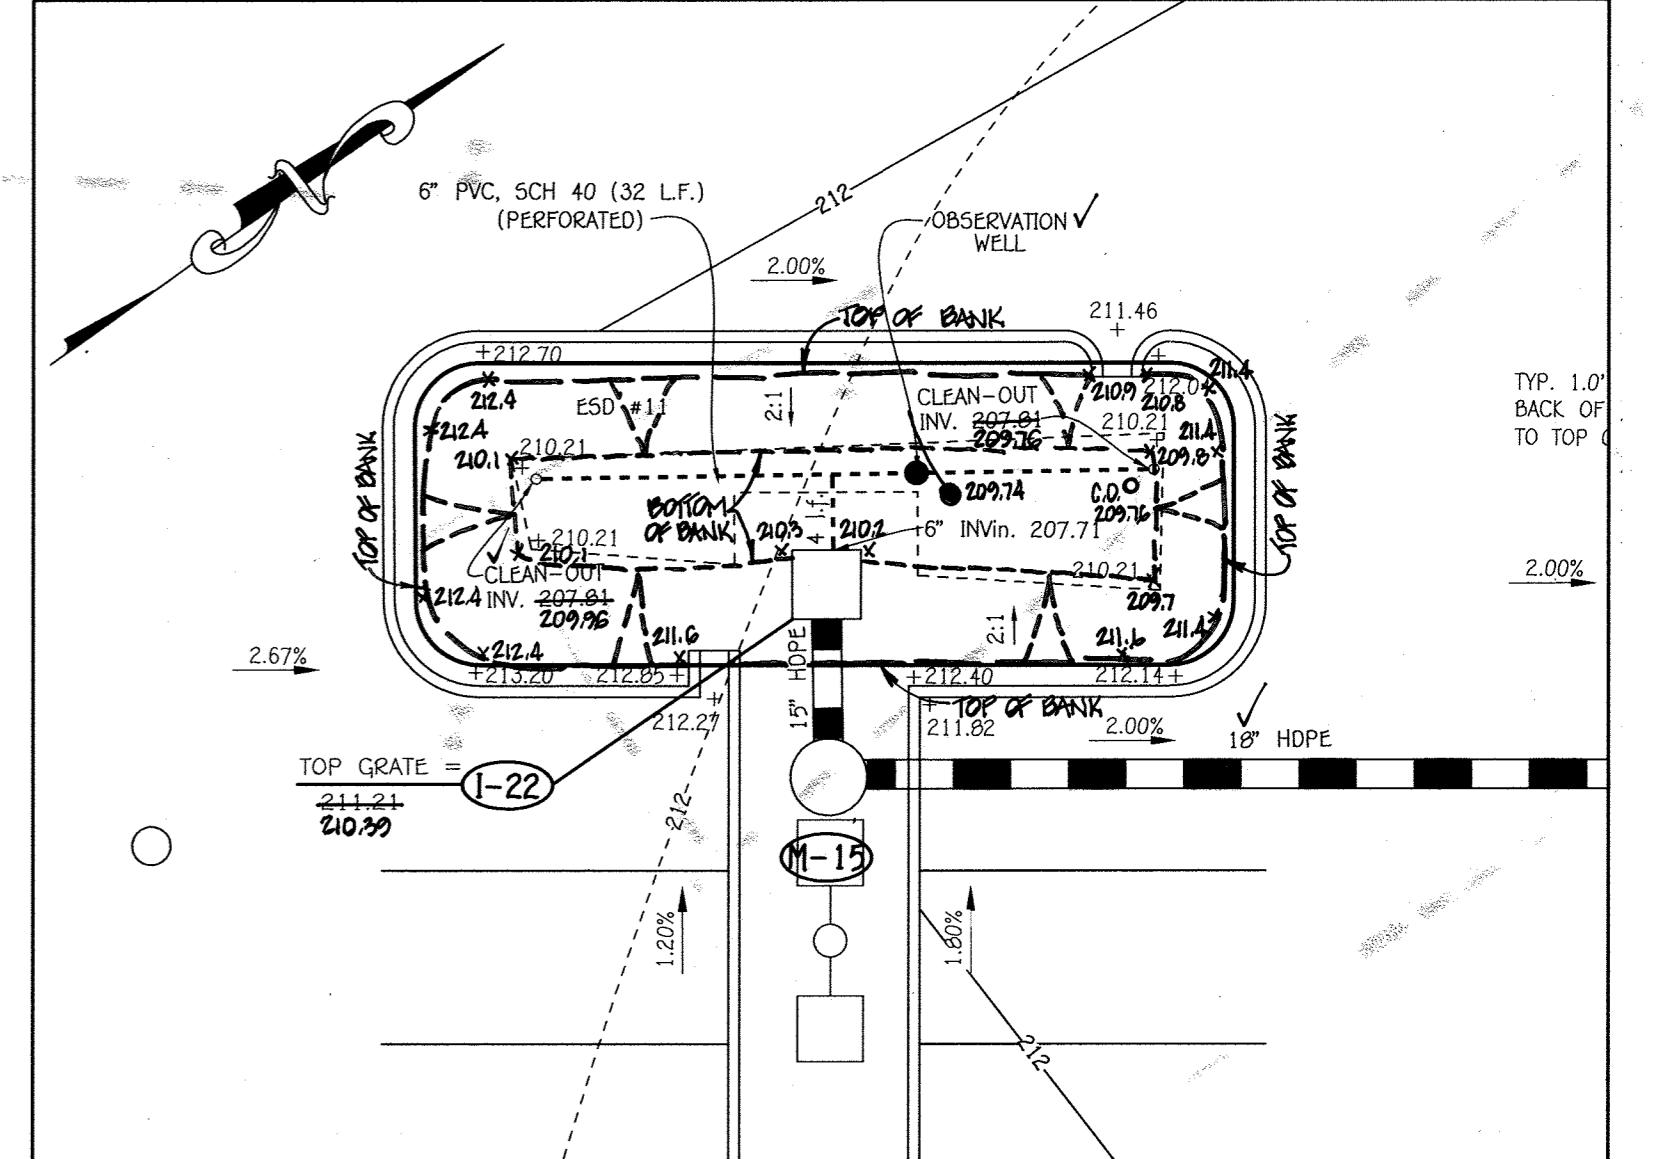 6" PVC, SCH 40 (32 L.F.)
(PERFORATED)
212
OBSERVATION ✓
WELL
2.00%
TOP OF BANK
211.46
+212.70
212.4
ESD #11
2:1
CLEAN-OUT
INV. 207.81
209.76
210.9
212.04
210.8
211.4
TYP. 1.0'
BACK OF
TO TOP
212.4
210.1
210.21
210.21
211.4
209.8
TOP OF BANK
TOP OF BANK
BOTTOM
OF BANK
209.74
C.O.
209.76
210.3
4 l.f.
210.2
6" INVin. 207.71
+210.21
210.1
✓
CLEAN-OUT
INV. 207.81
209.96
210.21
209.7
2.00%
212.4
211.6
2:1
211.6
211.4
212.4
2.67%
+213.20
212.85+
+212.40
212.14+
15" HDPE
212.27
TOP OF BANK
211.82
2.00%
✓
18" HDPE
TOP GRATE =
I-22
211.21
210.39
212
M-15
1.20%
1.80%
212